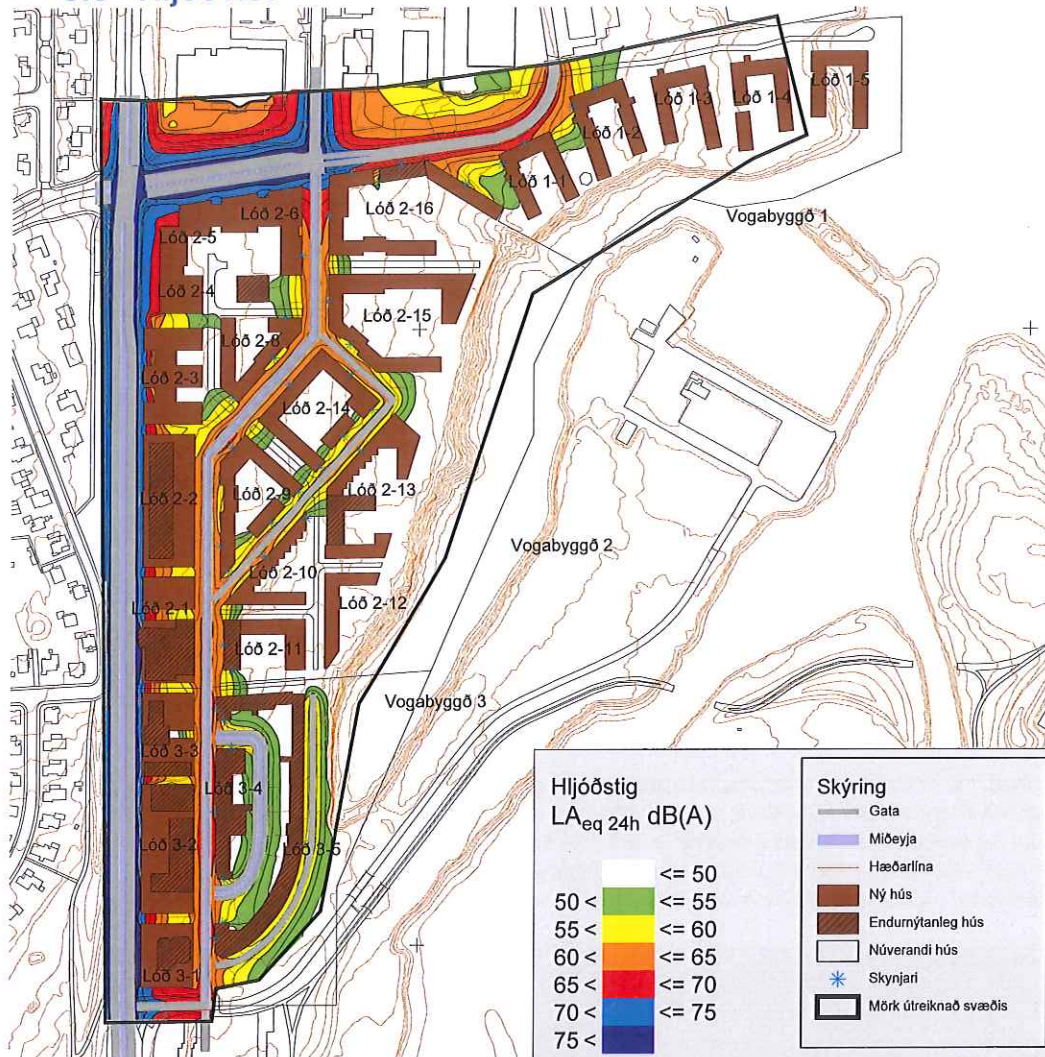 Lóð 1-5
Lóð 1-4
Lóð 1-3
Lóð 1-2
Lóð 1-1
Lóð 2-16
Lóð 2-6
Lóð 2-5
Vogabyggð 1
Lóð 2-4
Lóð 2-15
Lóð 2-8
Lóð 2-3
Lóð 2-14
Lóð 2-13
Lóð 2-9
Lóð 2-2
Vogabyggð 2
Lóð 2-10
Lóð 2-12
Lóð 2-1
Lóð 2-11
Vogabyggð 3
Lóð 3-3
Lóð 3-4
Lóð 3-2
Lóð 3-5
Lóð 3-1
Hljóðstig
LAeq 24h dB(A)
<= 50
50 < <= 55
55 < <= 60
60 < <= 65
65 < <= 70
70 < <= 75
75 <
Skýring
Gata
Miðeyja
Hæðarlína
Ný hús
Endurnýtanleg hús
Núverandi hús
Skynjari
Mörk útreiknað svæðis